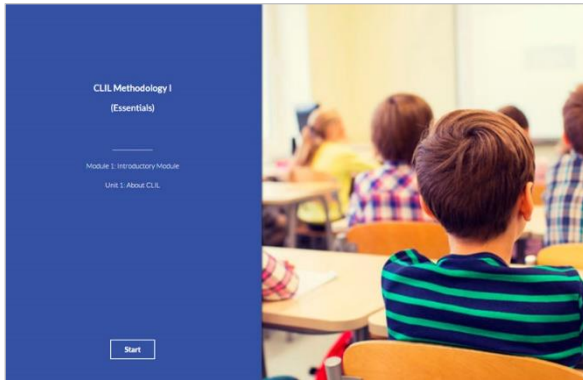 CLIL Methodology I
(Essentials)
Module 1: Introductory Module
Unit 1: About CLIL
Start